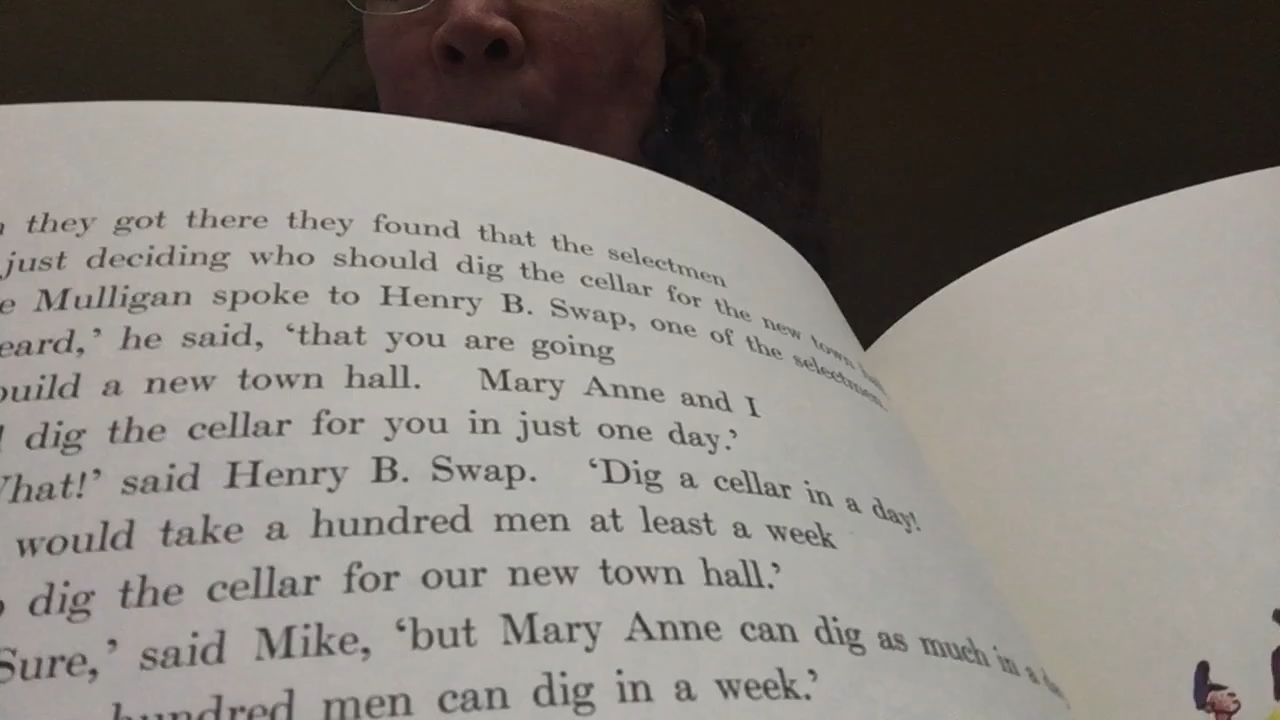 they got there they found that the selectmen
just deciding who should dig the cellar for the new town
Mulligan spoke to Henry B. Swap, one of the selectmen
eard,’ he said, ‘that you are going
build a new town hall. Mary Anne and I
dig the cellar for you in just one day.’
What!’ said Henry B. Swap. ‘Dig a cellar in a day!
would take a hundred men at least a week
dig the cellar for our new town hall.’
Sure,’ said Mike, ‘but Mary Anne can dig as much in a
hundred men can dig in a week.’